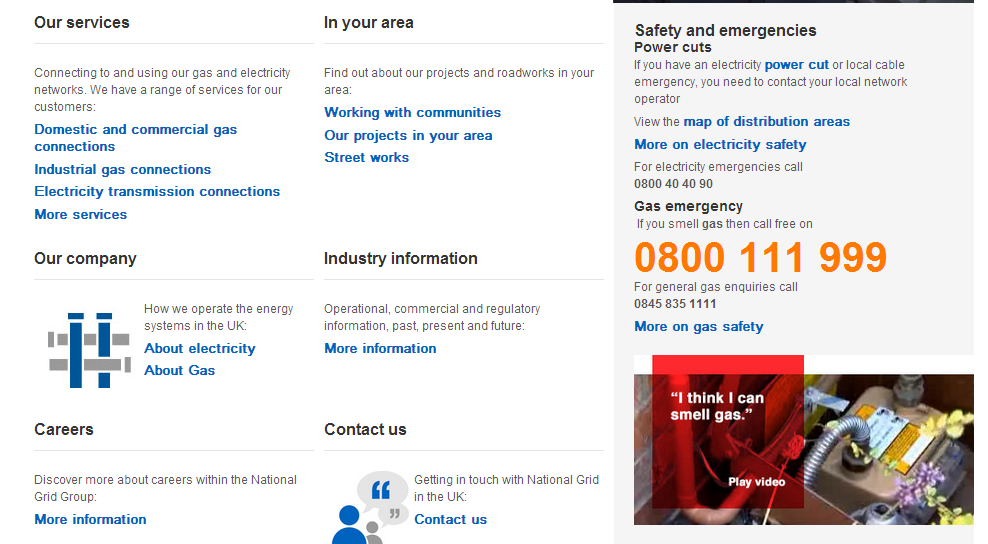 Our services
Connecting to and using our gas and electricity
networks. We have a range of services for our
customers:
Domestic and commercial gas
connections
Industrial gas connections
Electricity transmission connections
More services
In your area
Find out about our projects and roadworks in your
area:
Working with communities
Our projects in your area
Street works
Our company
How we operate the energy
systems in the UK:
About electricity
About Gas
Industry information
Operational, commercial and regulatory
information, past, present and future:
More information
Careers
Discover more about careers within the National
Grid Group:
More information
Contact us
Getting in touch with National Grid
in the UK:
Contact us
Safety and emergencies
Power cuts
If you have an electricity power cut or local cable
emergency, you need to contact your local network
operator
View the map of distribution areas
More on electricity safety
For electricity emergencies call
0800 40 40 90
Gas emergency
If you smell gas then call free on
0800 111 999
For general gas enquiries call
0845 835 1111
More on gas safety
“I think I can
smell gas.”
Play video